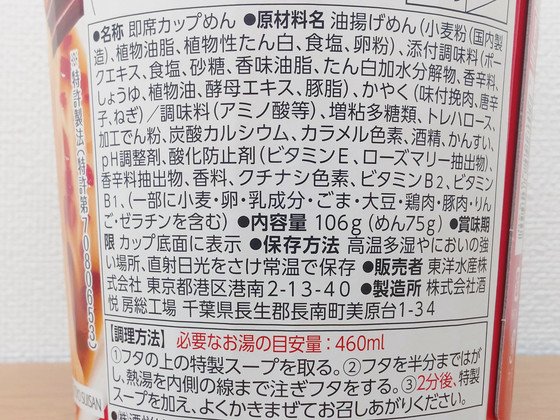 ●名称 即席カップめん ●原材料名 油揚げめん(小麦粉(国内製
造)、植物油脂、植物性たん白、食塩、卵粉)、添付調味料(ポー
クエキス、食塩、砂糖、香味油脂、たん白加水分解物、香辛料、
しょうゆ、植物油、酵母エキス、豚脂)、かやく(味付挽肉、唐辛
子、ねぎ)/調味料(アミノ酸等)、増粘多糖類、トレハロース、
加工でん粉、炭酸カルシウム、カラメル色素、酒精、かんすい、
pH調整剤、酸化防止剤(ビタミンE、ローズマリー抽出物)、
香辛料抽出物、香料、クチナシ色素、ビタミンB2、ビタミン
B1、(一部に小麦・卵・乳成分・ごま・大豆・鶏肉・豚肉・りん
ご・ゼラチンを含む) ●内容量 106g(めん75g) ●賞味期
限 カップ底面に表示 ●保存方法 高温多湿やにおいの強
い場所、直射日光をさけ常温で保存 ●販売者 東洋水産株
式会社 東京都港区港南2-13-40 ●製造所 株式会社酒
悦 房総工場 千葉県長生郡長南町美原台1-34
【調理方法】 必要なお湯の目安量:460ml
①フタの上の特製スープを取る。②フタを半分まではが
し、熱湯を内側の線まで注ぎフタをする。③2分後、特製
スープを加え、よくかきまぜてお召しあがりください。
※特許製法(特許第7080653)
SUISAN